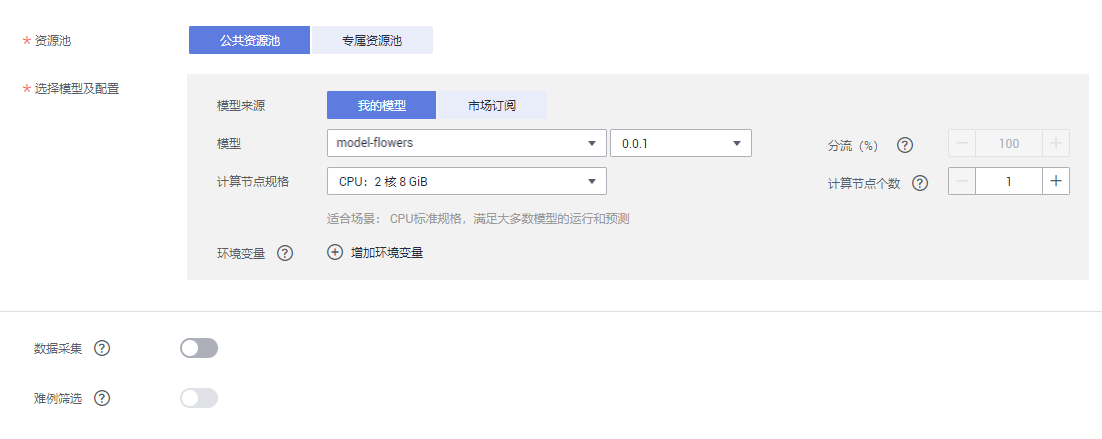 * 资源池 公共资源池 专属资源池
* 选择模型及配置
模型来源 我的模型 市场订阅
模型 model-flowers 0.0.1 分流（%） ? 100
计算节点规格 CPU：2 核 8 GiB 计算节点个数 ? 1
适合场景： CPU标准规格，满足大多数模型的运行和预测
环境变量 ? 增加环境变量
数据采集 ?
难例筛选 ?